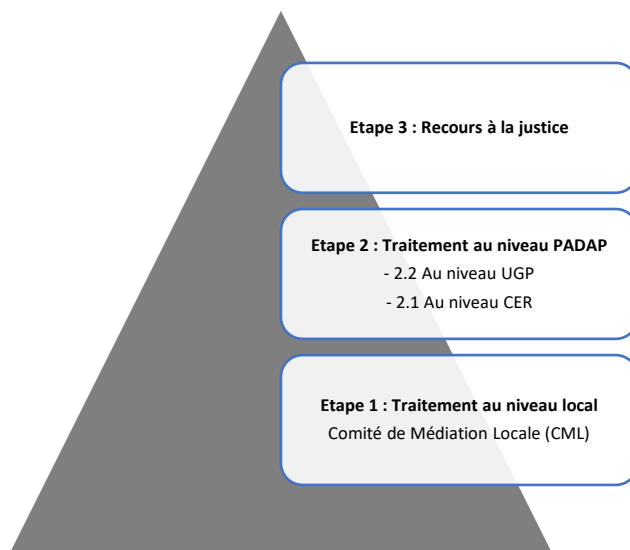 Etape 3 : Recours à la justice
Etape 2 : Traitement au niveau PADAP
- 2.2 Au niveau UGP
- 2.1 Au niveau CER
Etape 1 : Traitement au niveau local
Comité de Médiation Locale (CML)